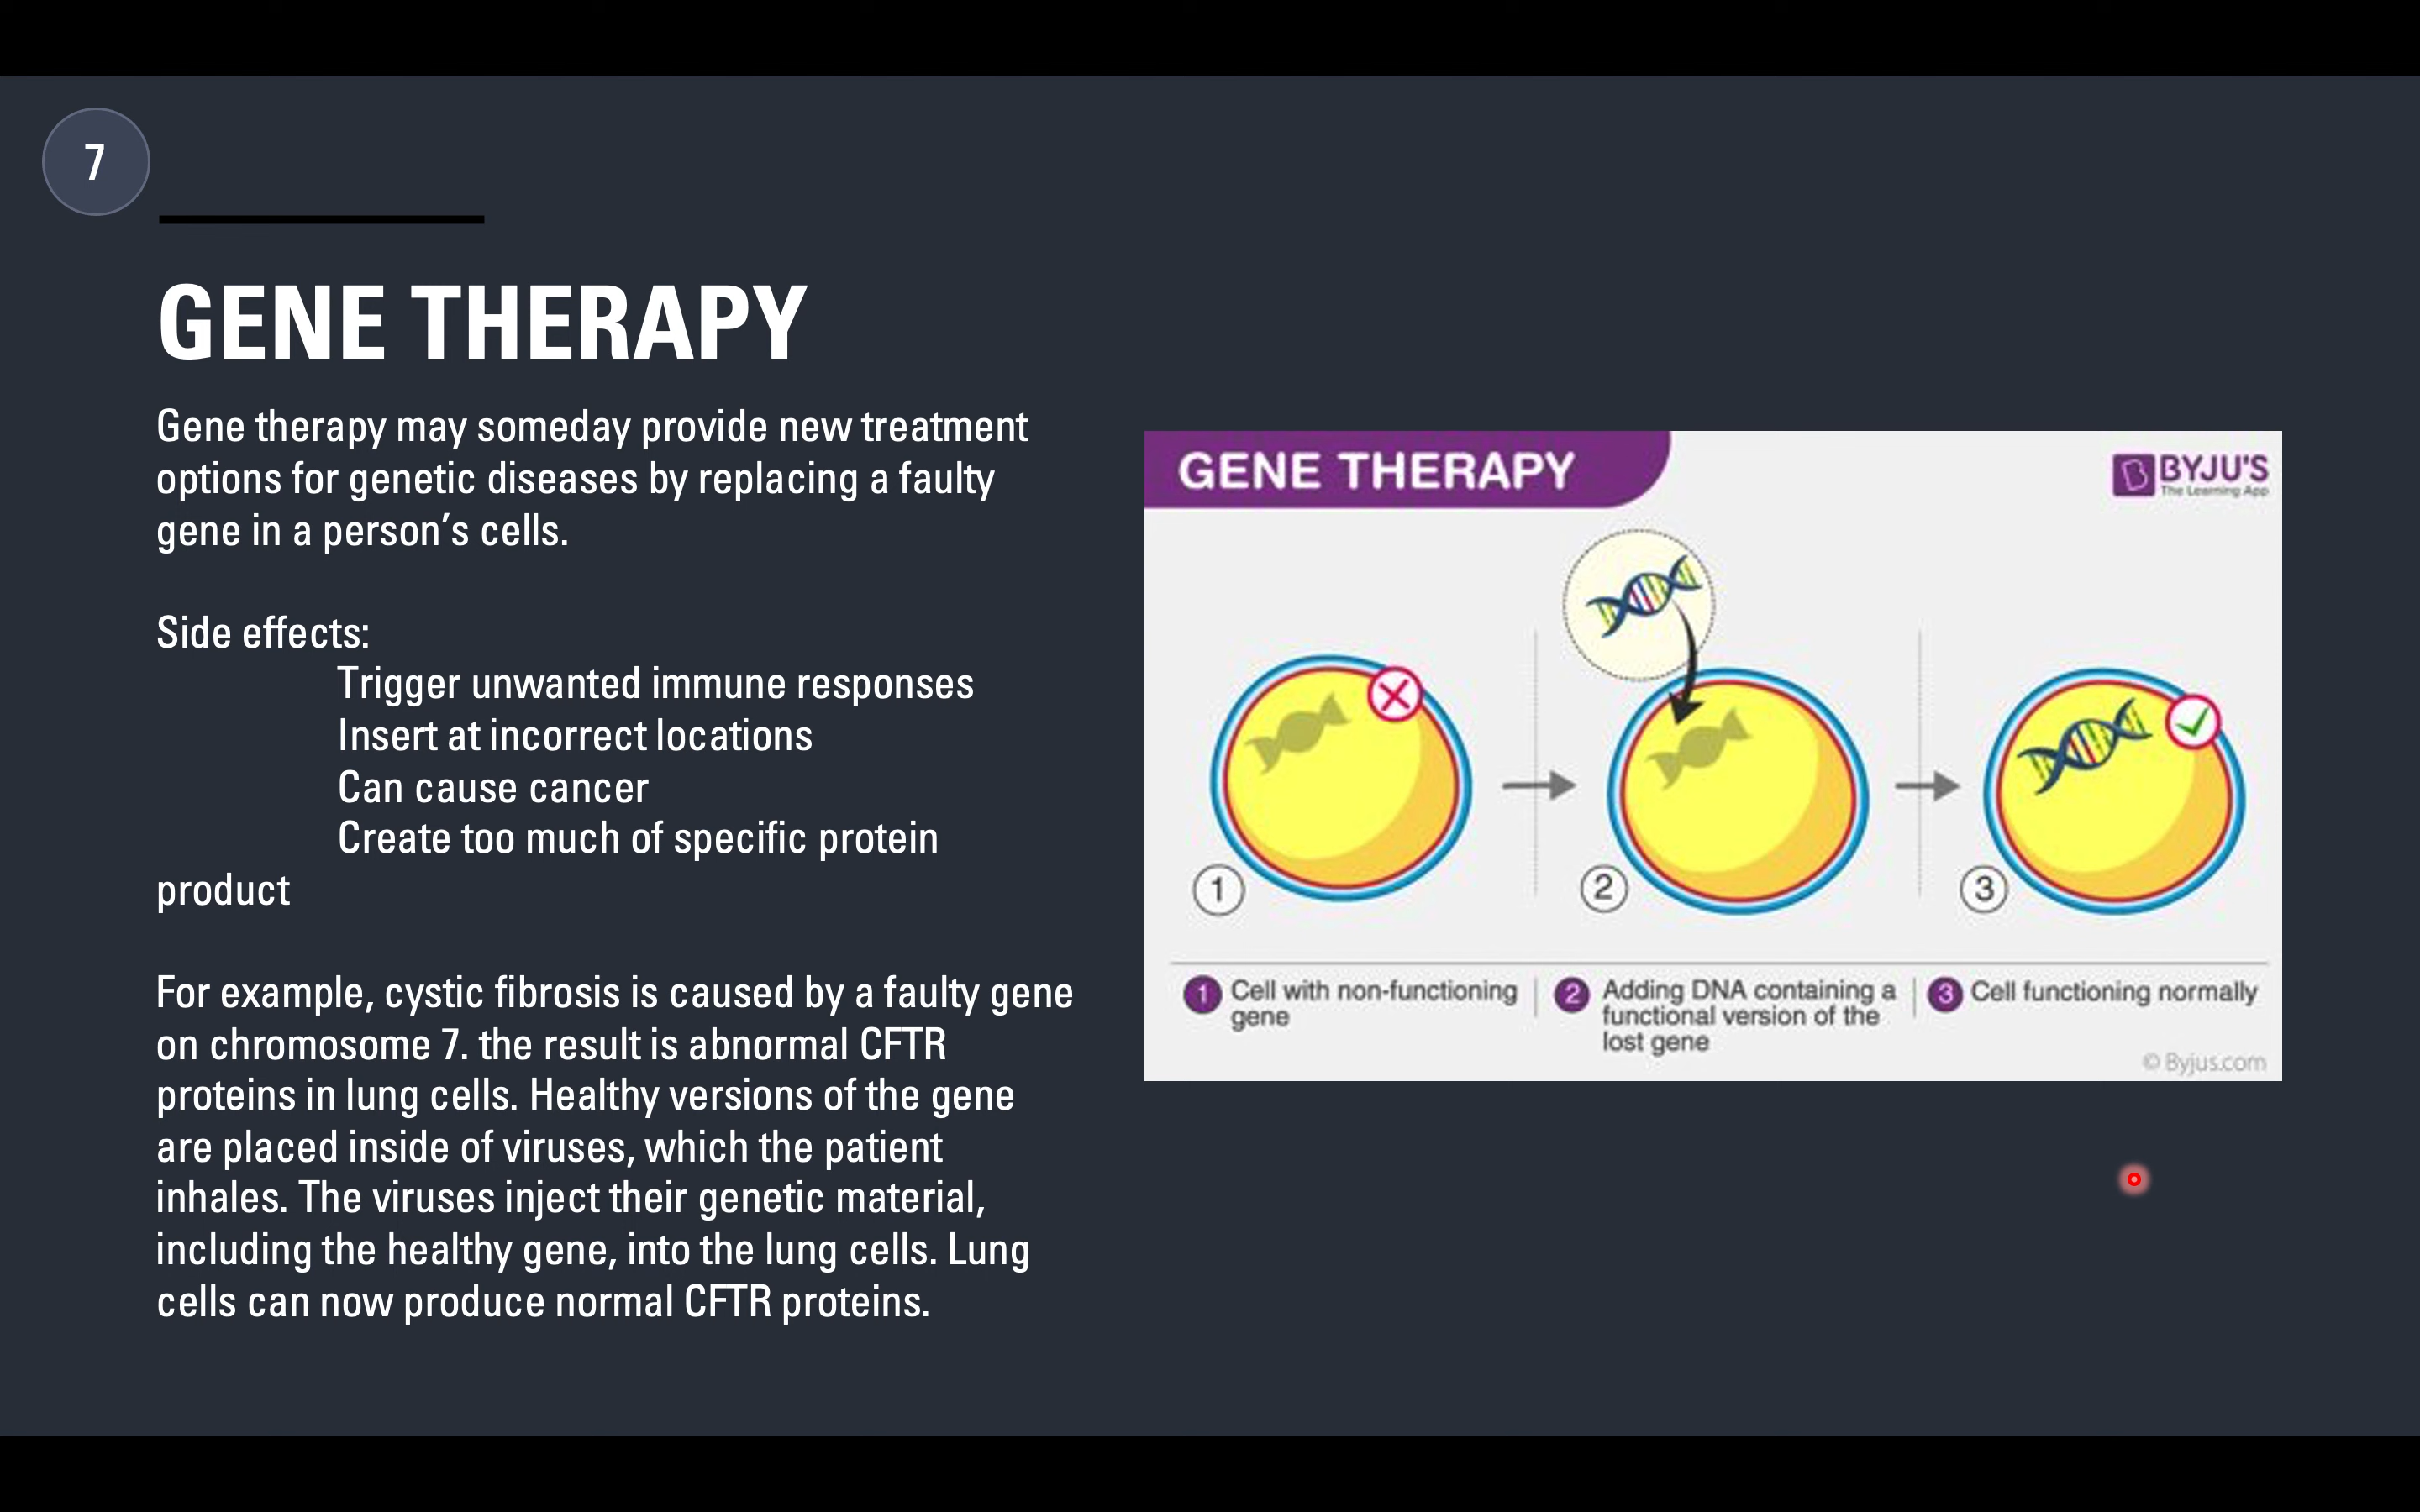 7
GENE THERAPY
Gene therapy may someday provide new treatment
options for genetic diseases by replacing a faulty
gene in a person’s cells.
Side effects:
Trigger unwanted immune responses
Insert at incorrect locations
Can cause cancer
Create too much of specific protein
product
For example, cystic fibrosis is caused by a faulty gene
on chromosome 7. the result is abnormal CFTR
proteins in lung cells. Healthy versions of the gene
are placed inside of viruses, which the patient
inhales. The viruses inject their genetic material,
including the healthy gene, into the lung cells. Lung
cells can now produce normal CFTR proteins.
GENE THERAPY
BYJU'S
The Learning App
1
2
3
1 Cell with non-functioning
gene
2 Adding DNA containing a
functional version of the
lost gene
3 Cell functioning normally
© Byjus.com